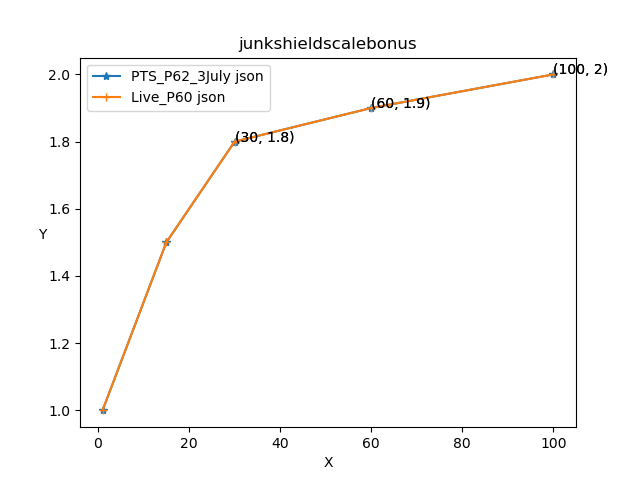 junkshieldscalebonus
PTS_P62_3July json
Live_P60 json
(100, 2)
(60, 1.9)
(30, 1.8)
2.0
1.8
1.6
1.4
1.2
1.0
Y
0 20 40 60 80 100
X